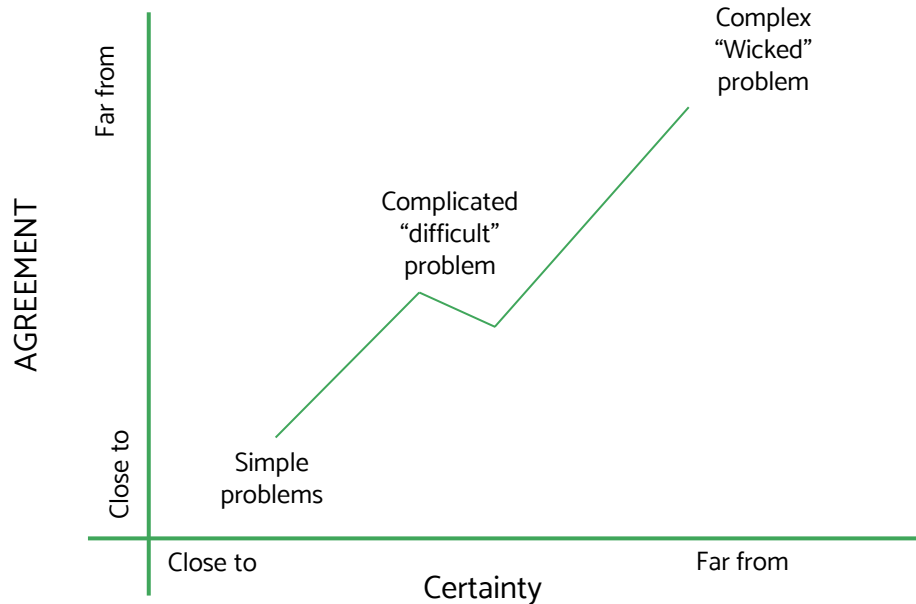 Complex
“Wicked”
problem
Far from
Complicated
“difficult”
problem
AGREEMENT
Simple
problems
Close to
Close to
Far from
Certainty